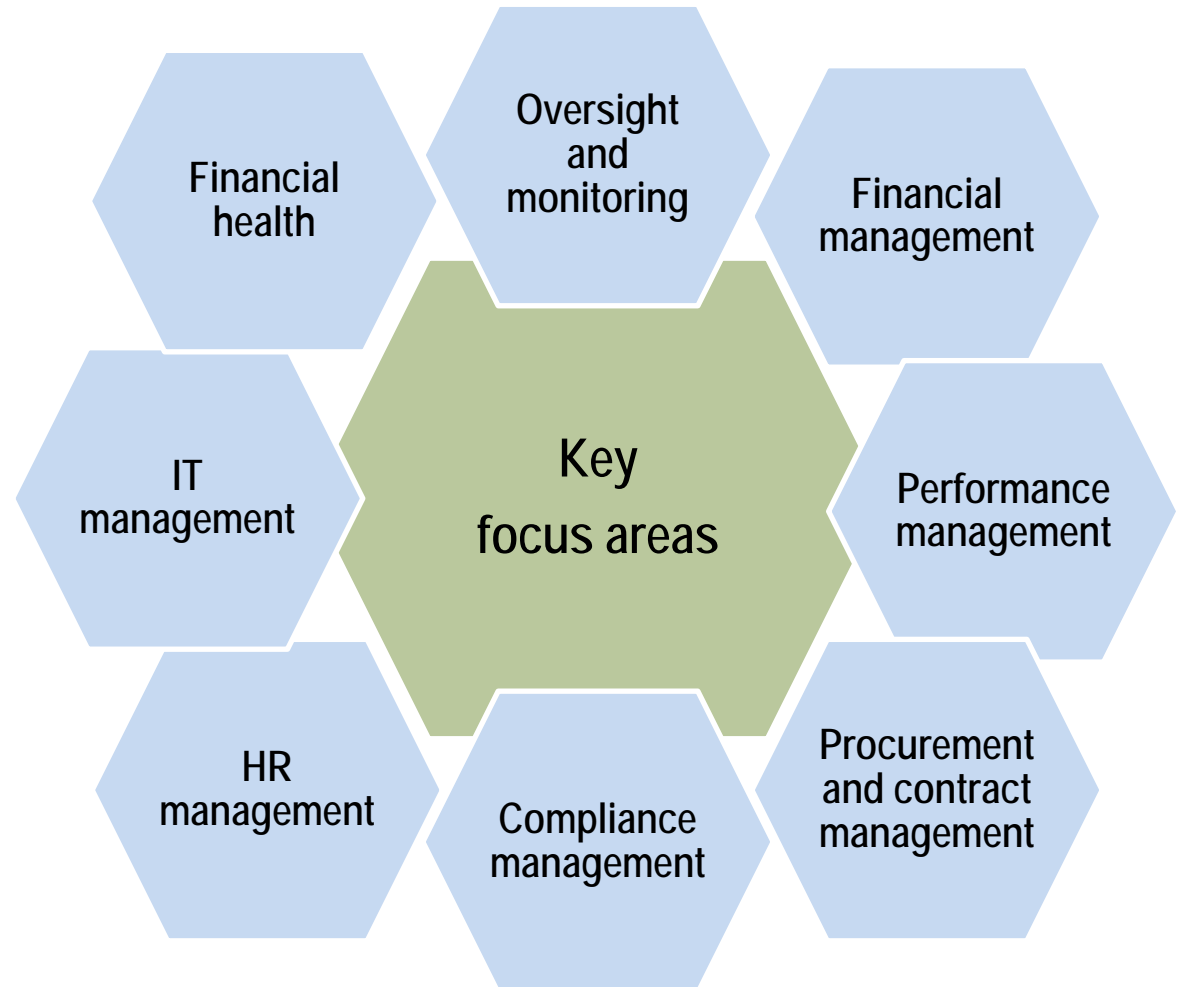 Oversight
and
monitoring
Financial
health
Financial
management
Key
focus areas
IT
management
Performance
management
HR
management
Procurement
and contract
management
Compliance
management